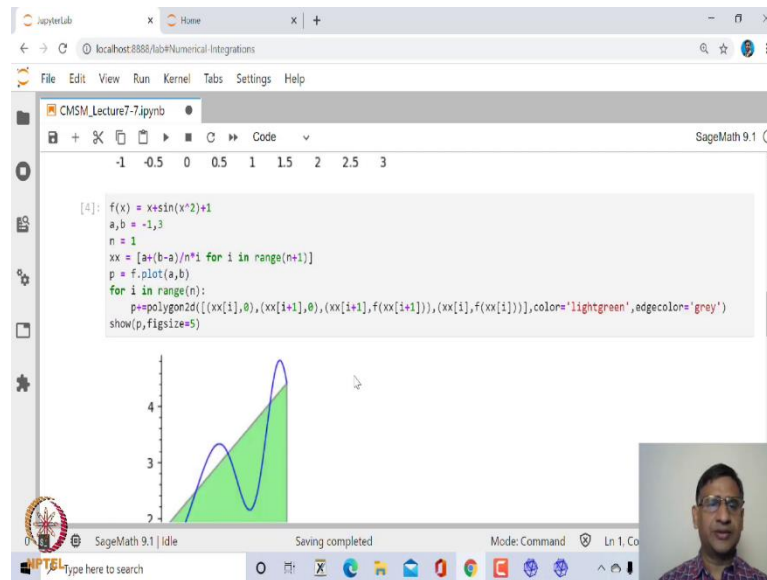 JupyterLab Home
localhost:8888/lab#Numerical-Integrations
File Edit View Run Kernel Tabs Settings Help
CMSM_Lecture7-7.ipynb
Code SageMath 9.1
-1 -0.5 0 0.5 1 1.5 2 2.5 3
[4]: f(x) = x+sin(x^2)+1
a,b = -1,3
n = 1
xx = [a+(b-a)/n*i for i in range(n+1)]
p = f.plot(a,b)
for i in range(n):
p+=polygon2d([(xx[i],0),(xx[i+1],0),(xx[i+1],f(xx[i+1])),(xx[i],f(xx[i]))],color='lightgreen',edgecolor='grey')
show(p,figsize=5)
4
3
2
SageMath 9.1 | Idle Saving completed Mode: Command Ln 1, Co
NPTEL Type here to search